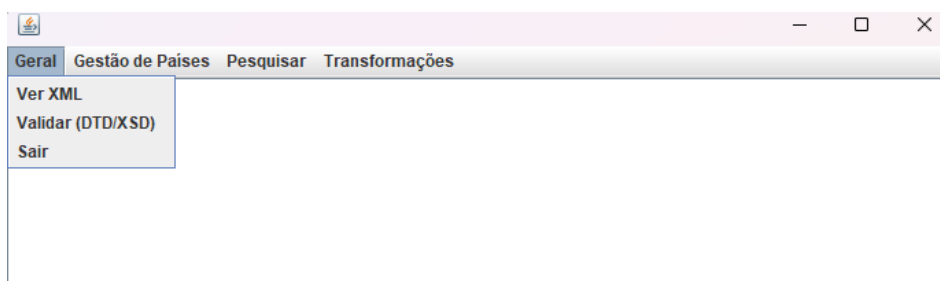 Geral Gestão de Países Pesquisar Transformações
Ver XML
Validar (DTD/XSD)
Sair